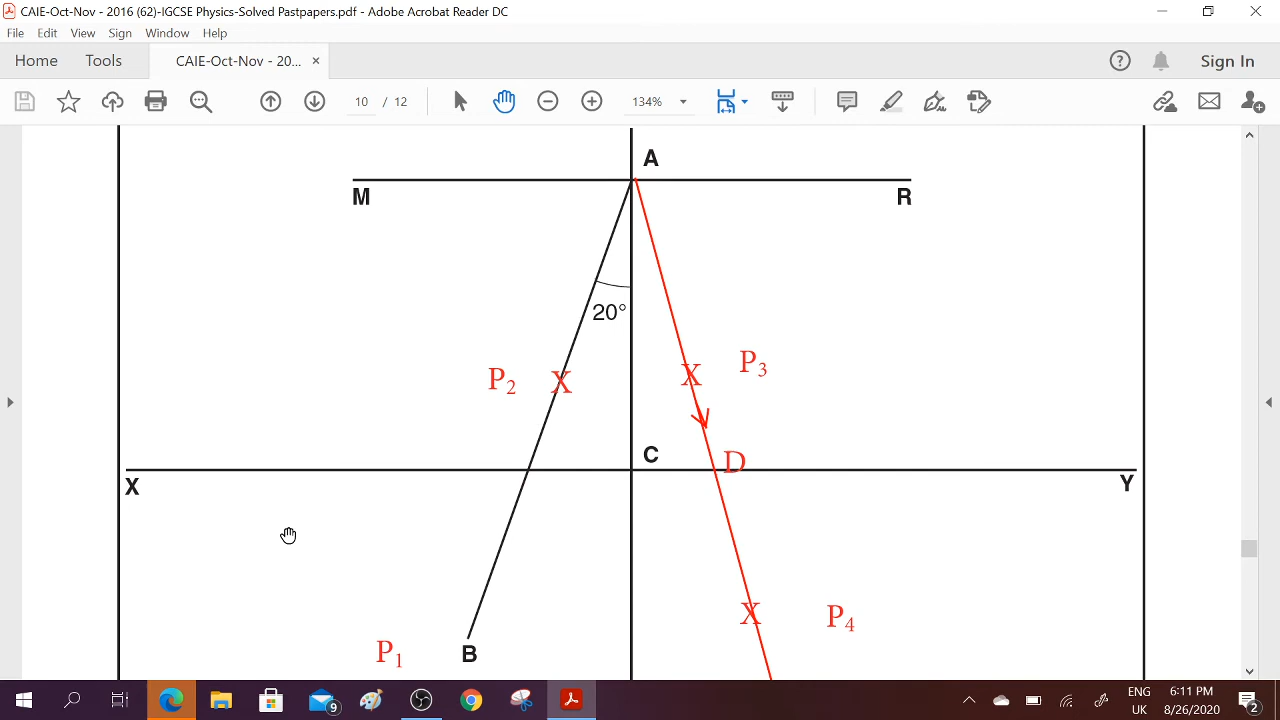 CAIE-Oct-Nov - 2016 (62)-IGCSE Physics-Solved Pastpapers.pdf - Adobe Acrobat Reader DC
File Edit View Sign Window Help
Home Tools CAIE-Oct-Nov - 20... × Sign In
10 / 12 134%
A
M R
20°
P3
P2 X X
C D
X Y
X P4
P1 B
9
ENG 6:11 PM
UK 8/26/2020 2